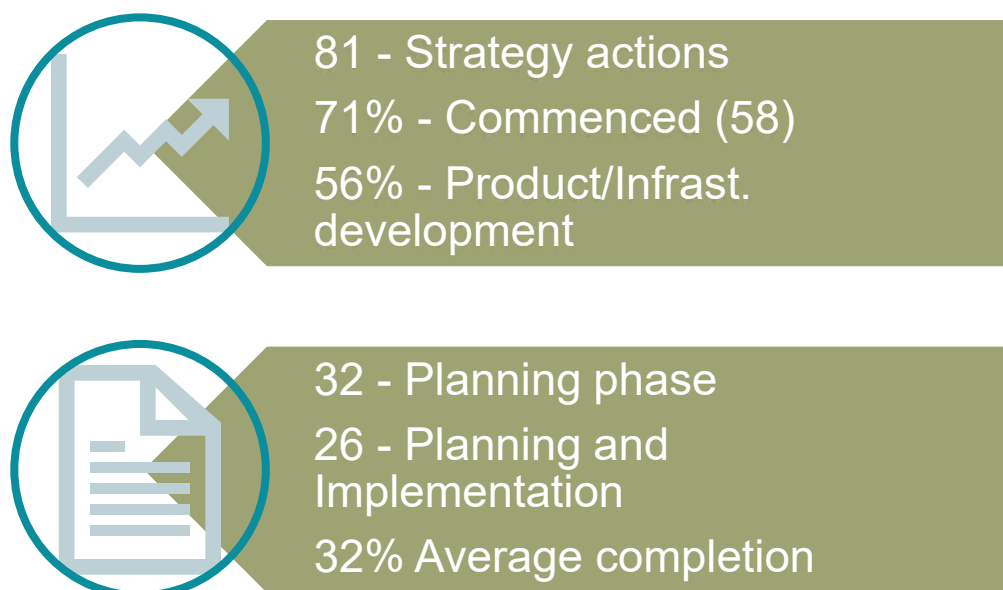 81 - Strategy actions
71% - Commenced (58)
56% - Product/Infrast.
development
32 - Planning phase
26 - Planning and
Implementation
32% Average completion